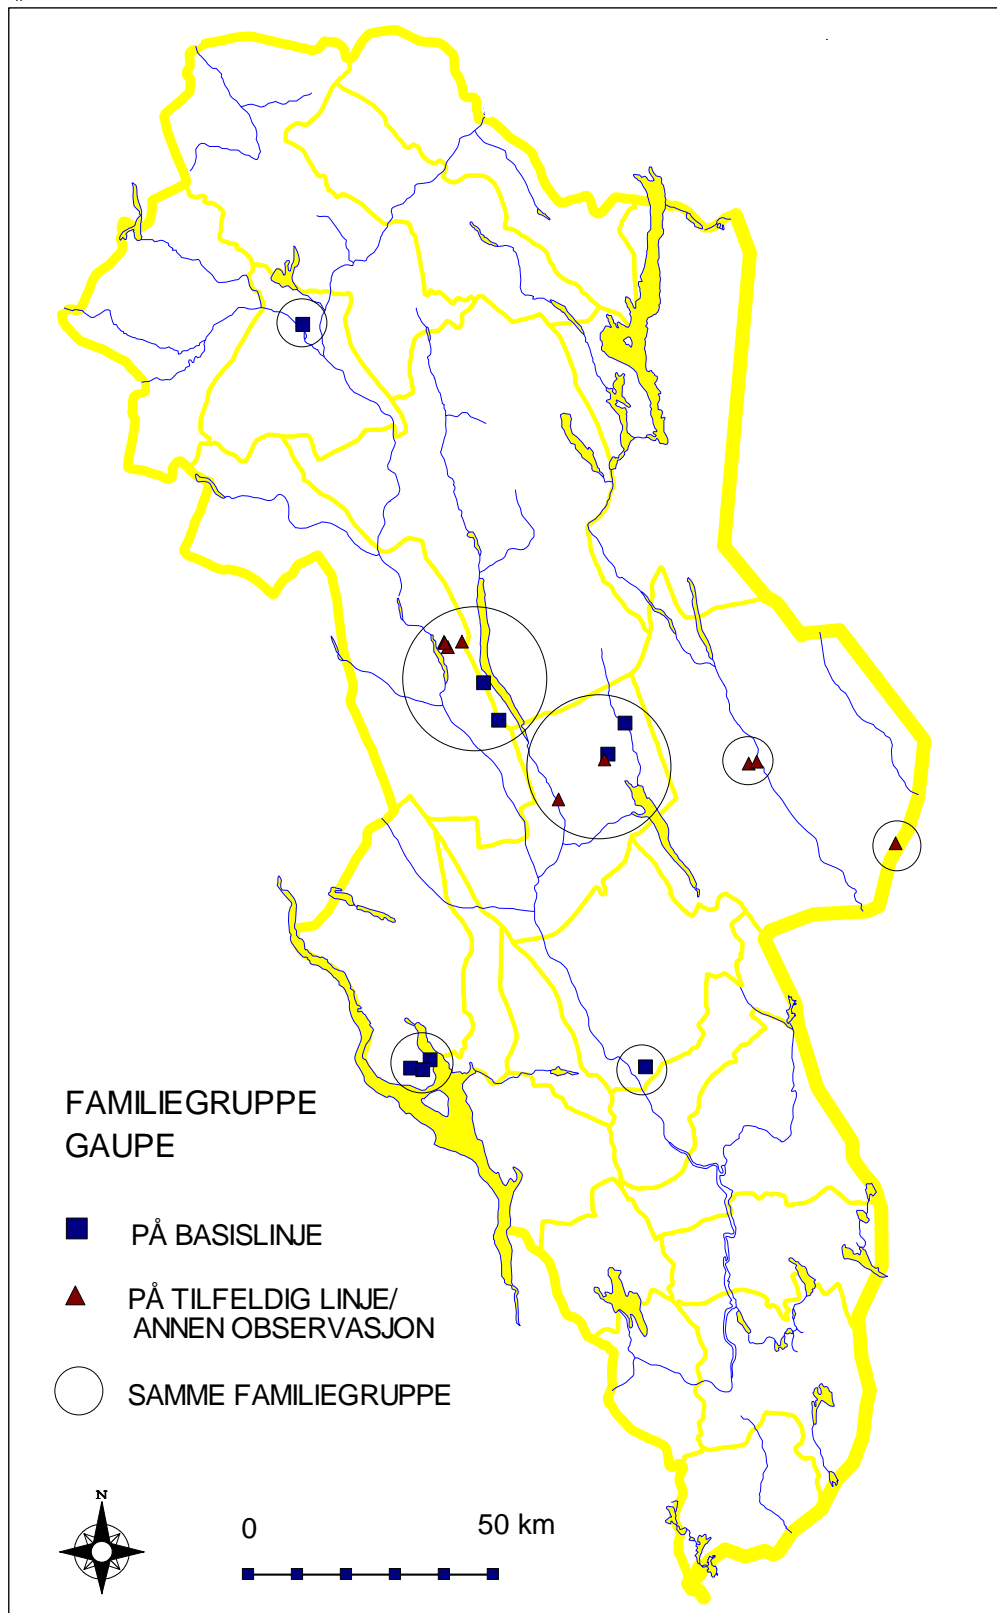 FAMILIEGRUPPE
GAUPE
PÅ BASISLINJE
PÅ TILFELDIG LINJE/
ANNEN OBSERVASJON
SAMME FAMILIEGRUPPE
N
0 50 km